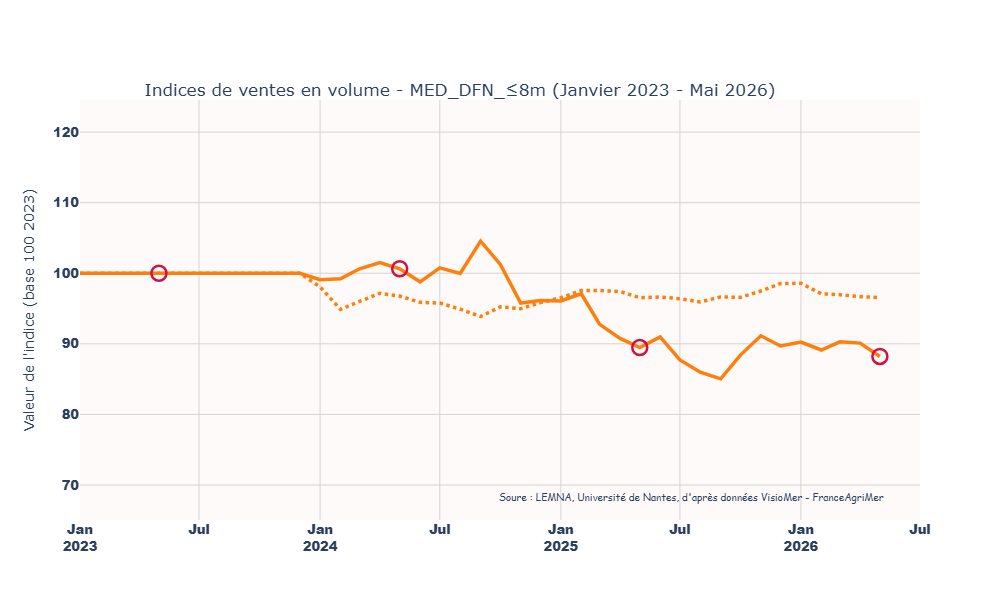 Indices de ventes en volume - MED_DFN_≤8m (Janvier 2023 - Mai 2026)
Valeur de l'indice (base 100 2023)
120
110
100
90
80
70
Soure : LEMNA, Université de Nantes, d'après données VisioMer - FranceAgriMer
Jan Jul Jan Jul Jan Jul Jan Jul
2023 2024 2025 2026